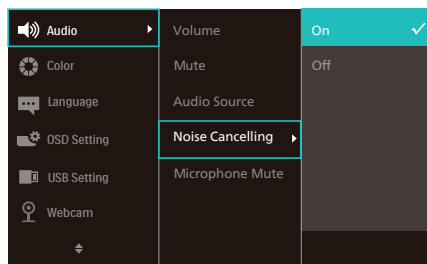 Audio
Color
Language
OSD Setting
USB Setting
Webcam
Volume
Mute
Audio Source
Noise Cancelling
Microphone Mute
On
Off